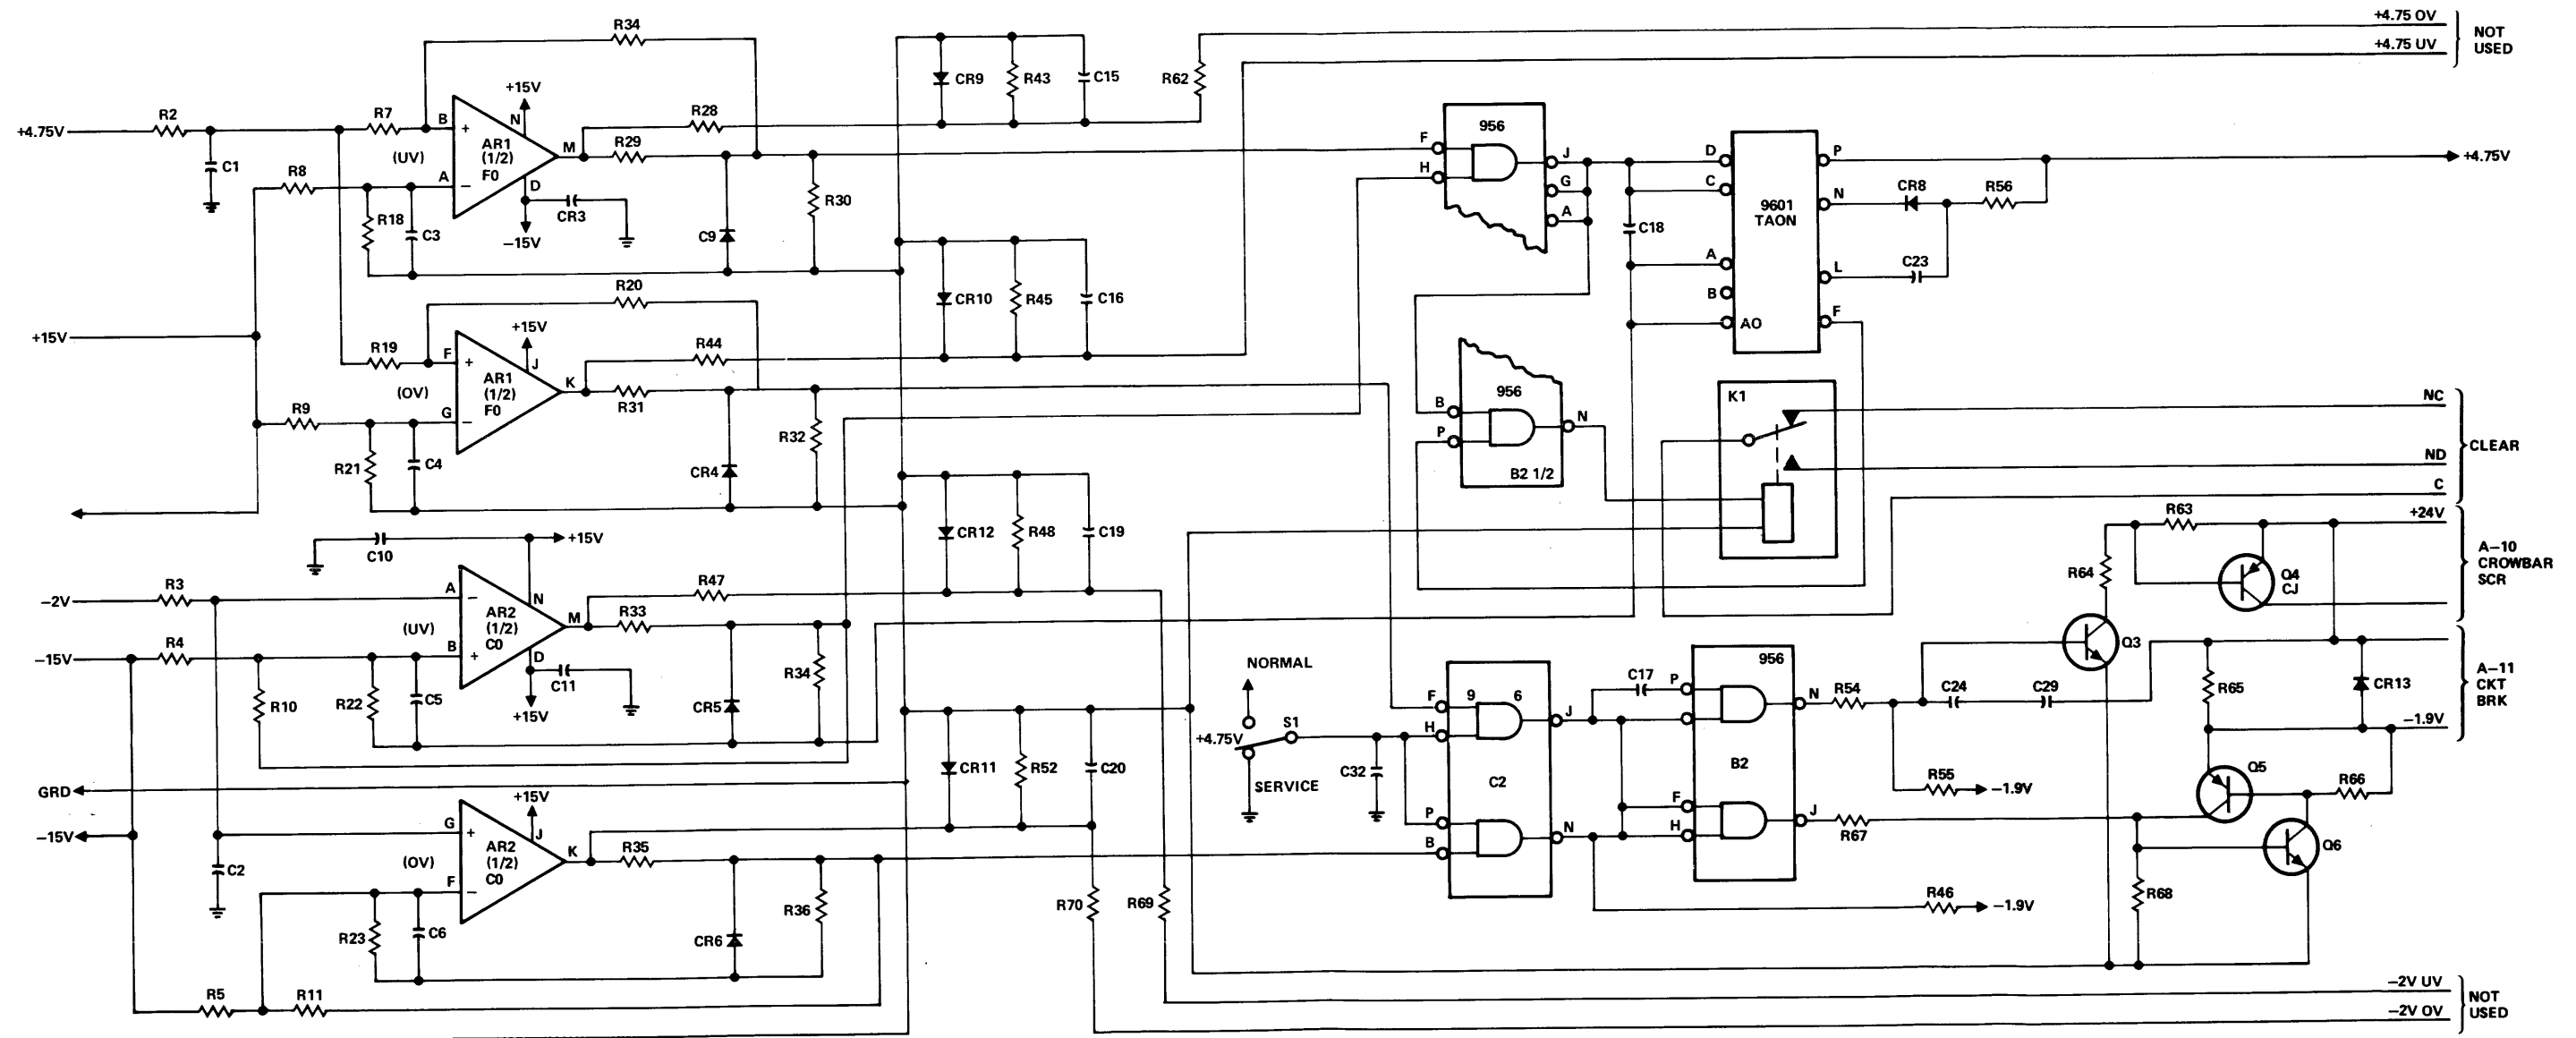 +4.75 OV
+4.75 UV
NOT
USED
R34
+15V
N
CR9
R43
C15
R62
+4.75V
R2
R7
B
+
AR1
(1/2)
F0
M
R28
R29
(UV)
C1
R8
A
−
D
CR3
−15V
R18
C3
C9
R30
F
H
956
J
G
A
D
C
A
B
AO
9601
TAON
P
N
L
F
C18
CR8
R56
C23
+4.75V
CR10
R45
C16
R20
+15V
+15V
J
R19
F
+
AR1
(1/2)
F0
K
R44
R31
(OV)
R9
G
−
R21
C4
CR4
R32
956
B
P
N
B2 1/2
K1
NC
ND
C
CLEAR
C10
+15V
CR12
R48
C19
−2V
R3
A
−
N
AR2
(1/2)
C0
M
R47
R33
(UV)
−15V
R4
B
+
D
C11
+15V
R10
R22
C5
CR5
R34
R63
+24V
R64
Q4
CJ
A−10
CROWBAR
SCR
Q3
NORMAL
S1
+4.75V
SERVICE
C32
F
H
9 6
J
C2
P
B
N
C17
P
956
N
B2
F
H
J
R54
C24
C29
R65
CR13
A−11
CKT
BRK
−1.9V
R55
−1.9V
Q5
R66
R67
Q6
R68
R46
−1.9V
CR11
R52
C20
GRD
−15V
+15V
J
G
+
AR2
(1/2)
C0
K
R35
(OV)
F
−
C2
R23
C6
CR6
R36
R70
R69
R5
R11
−2V UV
−2V OV
NOT
USED